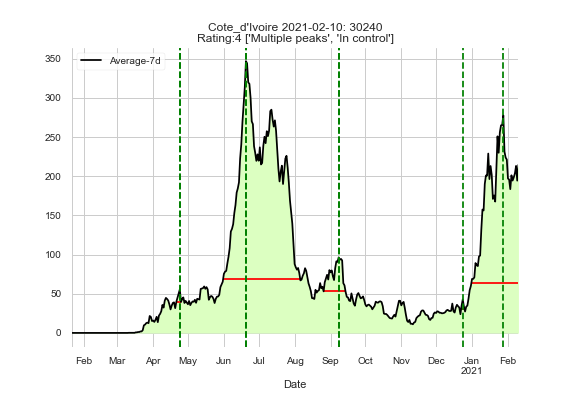 Cote_d'Ivoire 2021-02-10: 30240
Rating:4 ['Multiple peaks', 'In control']
Average-7d
350
300
250
200
150
100
50
0
Feb Mar Apr May Jun Jul Aug Sep Oct Nov Dec Jan Feb
2021
Date